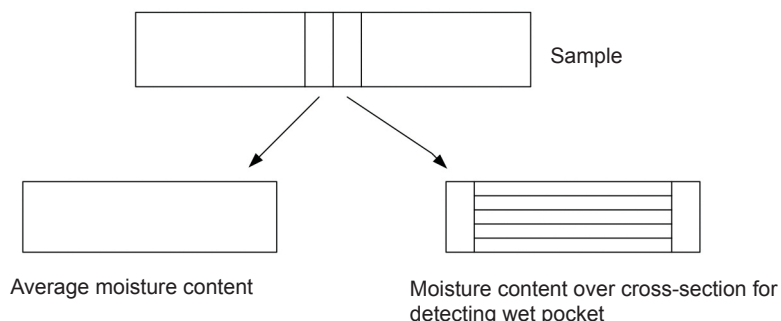 Sample
Average moisture content
Moisture content over cross-section for
detecting wet pocket